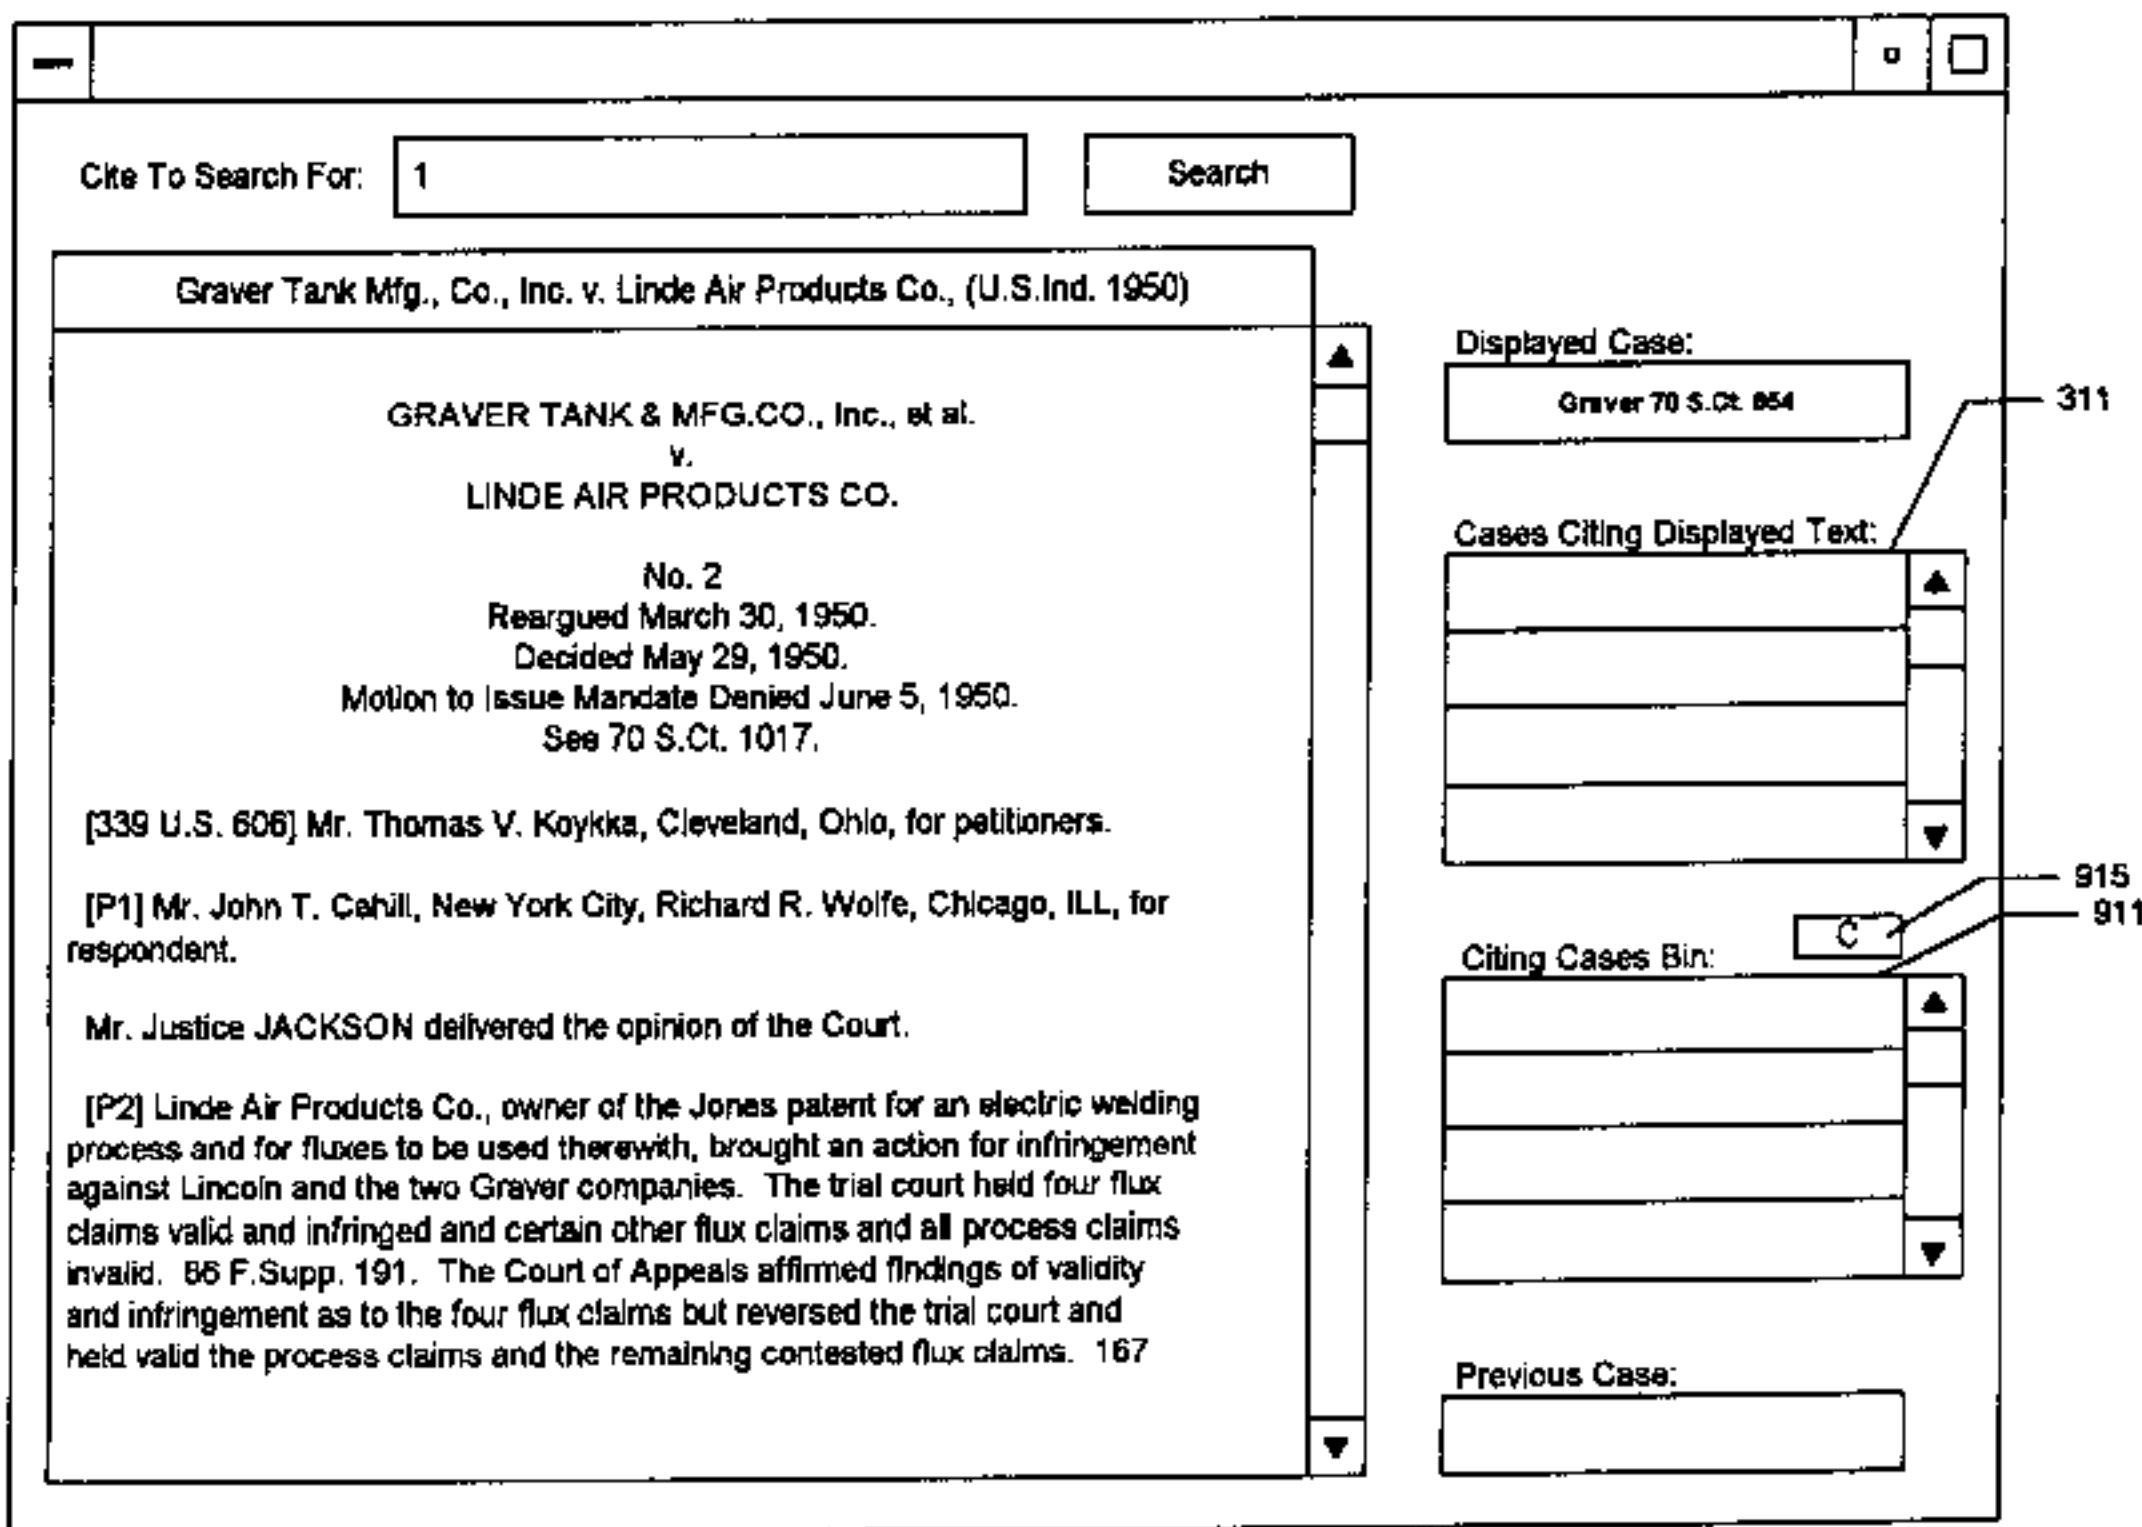 Cite To Search For: 1 Search
Graver Tank Mfg., Co., Inc. v. Linde Air Products Co., (U.S.Ind. 1950)
GRAVER TANK & MFG.CO., Inc., et al.
v.
LINDE AIR PRODUCTS CO.
No. 2
Reargued March 30, 1950.
Decided May 29, 1950.
Motion to Issue Mandate Denied June 5, 1950.
See 70 S.Ct. 1017.
[339 U.S. 606] Mr. Thomas V. Koykka, Cleveland, Ohio, for petitioners.
[P1] Mr. John T. Cahill, New York City, Richard R. Wolfe, Chicago, ILL, for
respondent.
Mr. Justice JACKSON delivered the opinion of the Court.
[P2] Linde Air Products Co., owner of the Jones patent for an electric welding
process and for fluxes to be used therewith, brought an action for infringement
against Lincoln and the two Graver companies. The trial court held four flux
claims valid and infringed and certain other flux claims and all process claims
invalid. 86 F.Supp. 191. The Court of Appeals affirmed findings of validity
and infringement as to the four flux claims but reversed the trial court and
held valid the process claims and the remaining contested flux claims. 167
Displayed Case:
Graver 70 S.Ct. 854
311
Cases Citing Displayed Text:
915
911
C
Citing Cases Bin:
Previous Case: